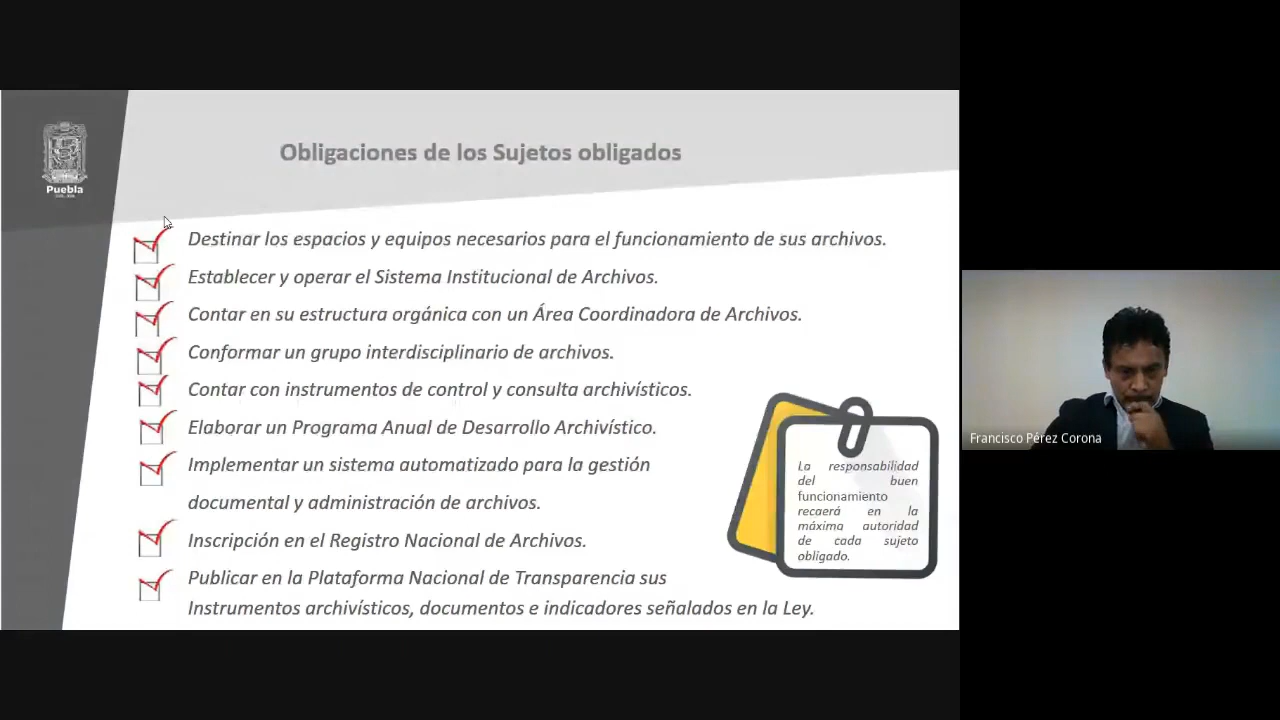 Puebla
Obligaciones de los Sujetos obligados
Destinar los espacios y equipos necesarios para el funcionamiento de sus archivos.
Establecer y operar el Sistema Institucional de Archivos.
Contar en su estructura orgánica con un Área Coordinadora de Archivos.
Conformar un grupo interdisciplinario de archivos.
Contar con instrumentos de control y consulta archivísticos.
Elaborar un Programa Anual de Desarrollo Archivístico.
Implementar un sistema automatizado para la gestión
documental y administración de archivos.
Inscripción en el Registro Nacional de Archivos.
Publicar en la Plataforma Nacional de Transparencia sus
Instrumentos archivísticos, documentos e indicadores señalados en la Ley.
La responsabilidad
del buen
funcionamiento
recaerá en la
máxima autoridad
de cada sujeto
obligado.
Francisco Pérez Corona